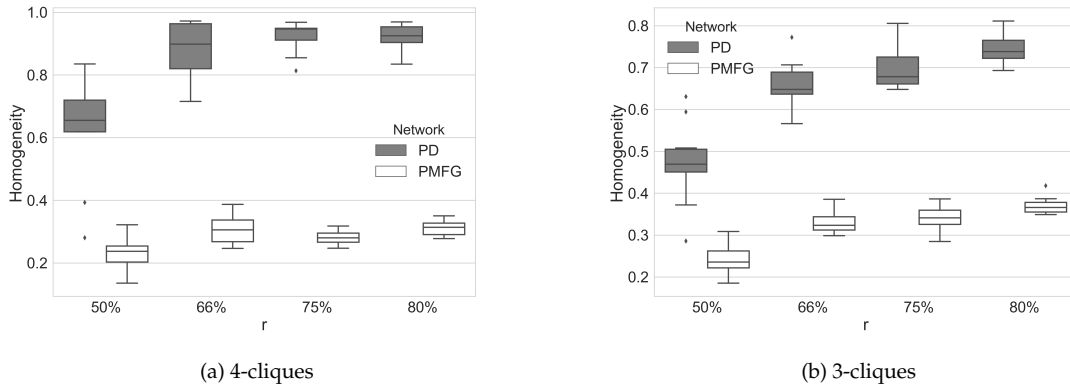 1.0
0.8
0.6
0.4
0.2
Homogeneity
Network
PD
PMFG
50% 66% 75% 80%
r
(a) 4-cliques
0.8
0.7
0.6
0.5
0.4
0.3
0.2
Homogeneity
Network
PD
PMFG
50% 66% 75% 80%
r
(b) 3-cliques